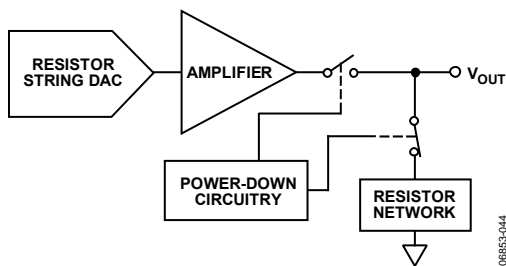 RESISTOR
STRING DAC
AMPLIFIER
VOUT
POWER-DOWN
CIRCUITRY
RESISTOR
NETWORK
06853-044